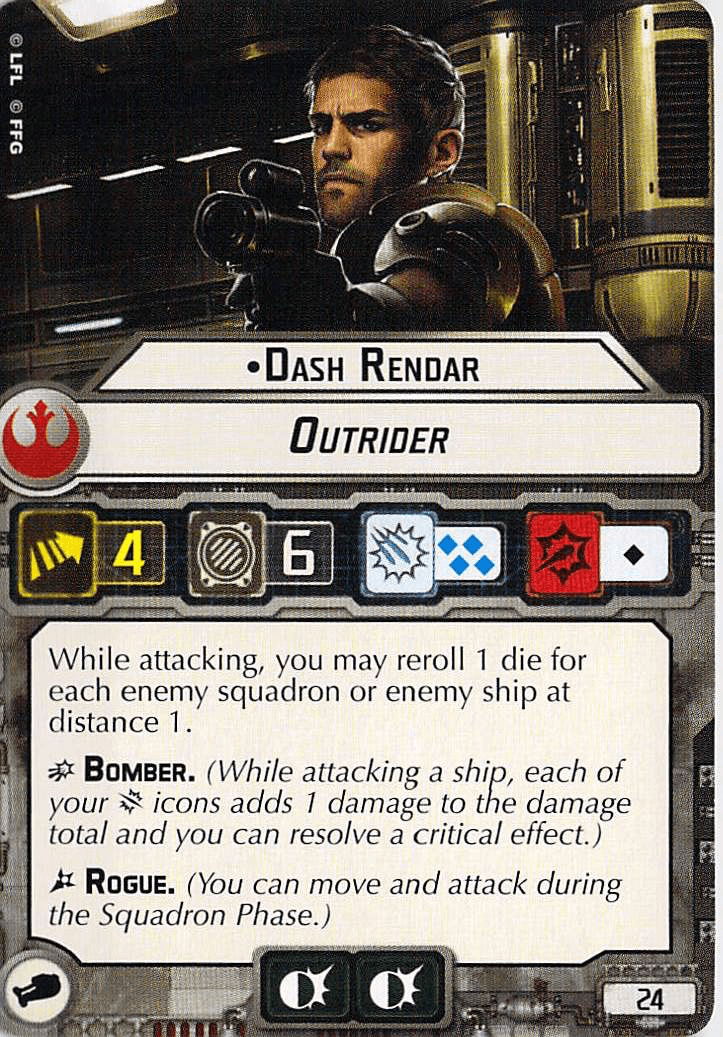 © LFL © FFG
•DASH RENDAR
OUTRIDER
4
6
While attacking, you may reroll 1 die for
each enemy squadron or enemy ship at
distance 1.
BOMBER. (While attacking a ship, each of
your icons adds 1 damage to the damage
total and you can resolve a critical effect.)
ROGUE. (You can move and attack during
the Squadron Phase.)
24